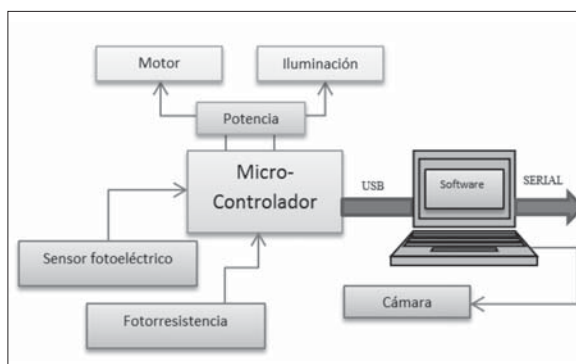 Motor
Iluminación
Potencia
Micro-
Controlador
USB
Software
SERIAL
Sensor fotoeléctrico
Fotorresistencia
Cámara